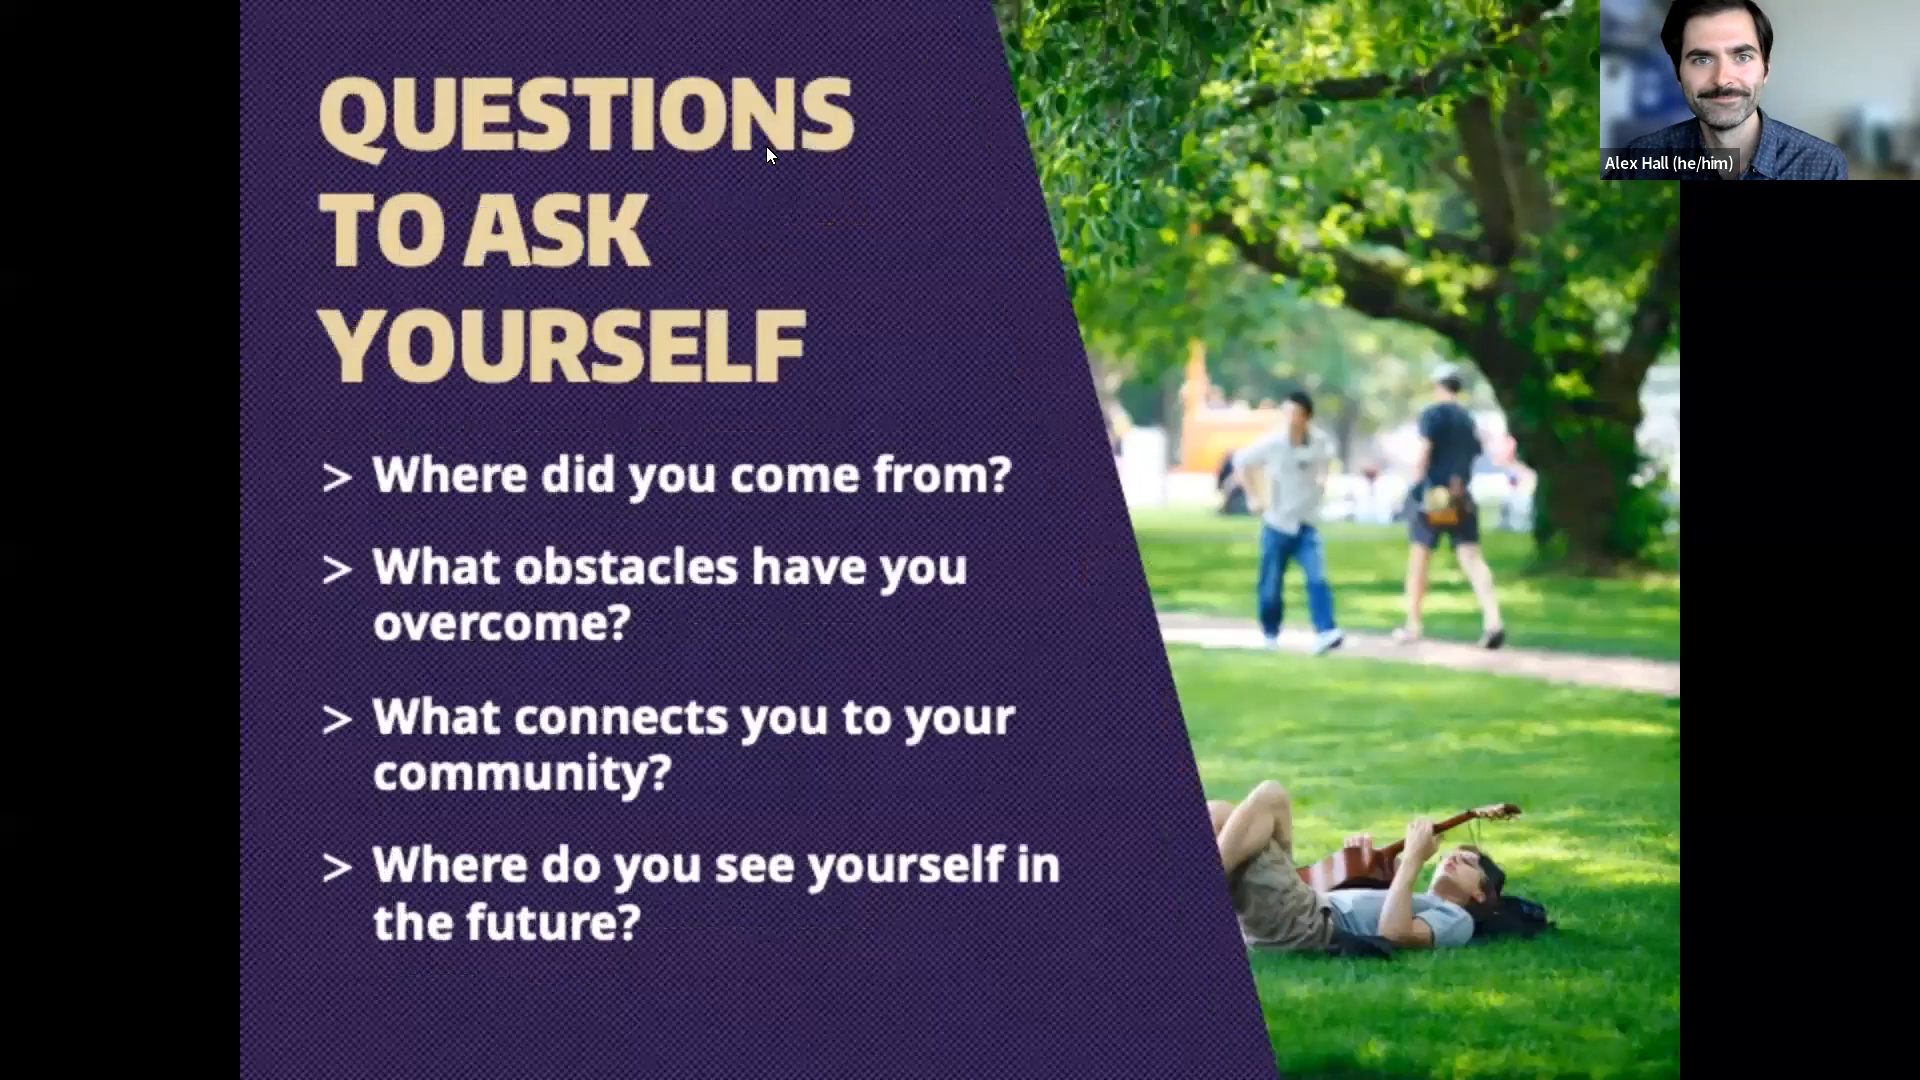 QUESTIONS
TO ASK
YOURSELF
> Where did you come from?
> What obstacles have you
overcome?
> What connects you to your
community?
> Where do you see yourself in
the future?
Alex Hall (he/him)